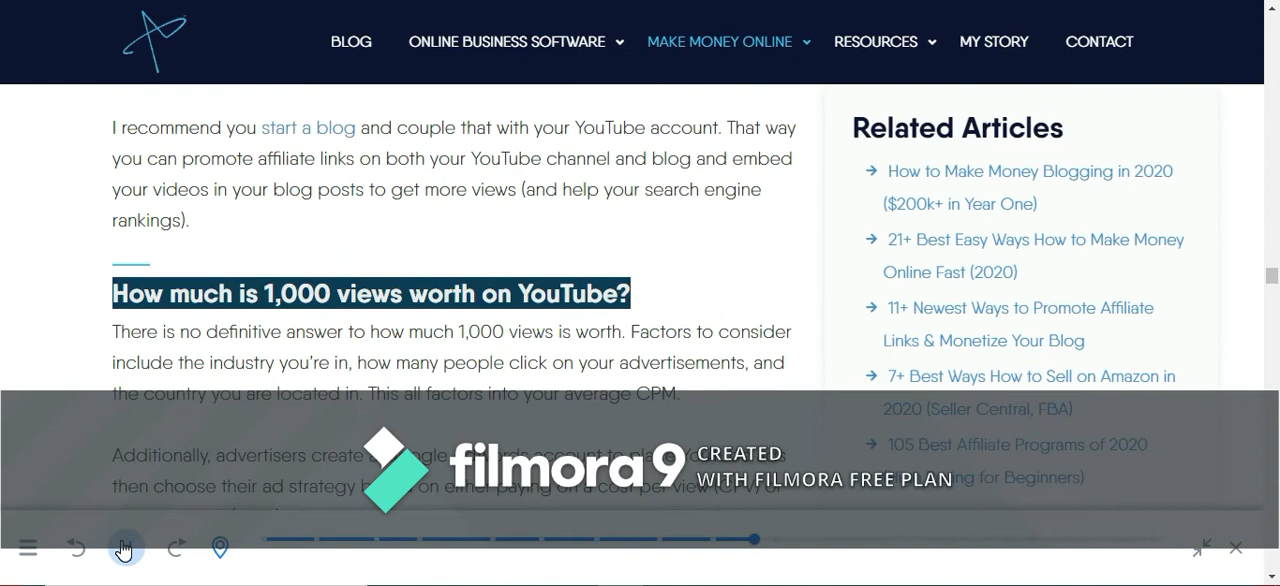 BLOG ONLINE BUSINESS SOFTWARE MAKE MONEY ONLINE RESOURCES MY STORY CONTACT
I recommend you start a blog and couple that with your YouTube account. That way
you can promote affiliate links on both your YouTube channel and blog and embed
your videos in your blog posts to get more views (and help your search engine
rankings).
How much is 1,000 views worth on YouTube?
There is no definitive answer to how much 1,000 views is worth. Factors to consider
include the industry you're in, how many people click on your advertisements, and
the country you are located in. This all factors into your average CPM.
Additionally, advertisers create
then choose their ad strategy on either paying on a cost per view (CPV) or
Related Articles
How to Make Money Blogging in 2020
($200k+ in Year One)
21+ Best Easy Ways How to Make Money
Online Fast (2020)
11+ Newest Ways to Promote Affiliate
Links & Monetize Your Blog
7+ Best Ways How to Sell on Amazon in
2020 (Seller Central, FBA)
105 Best Affiliate Programs of 2020
for Beginners)
filmora9 CREATED
WITH FILMORA FREE PLAN